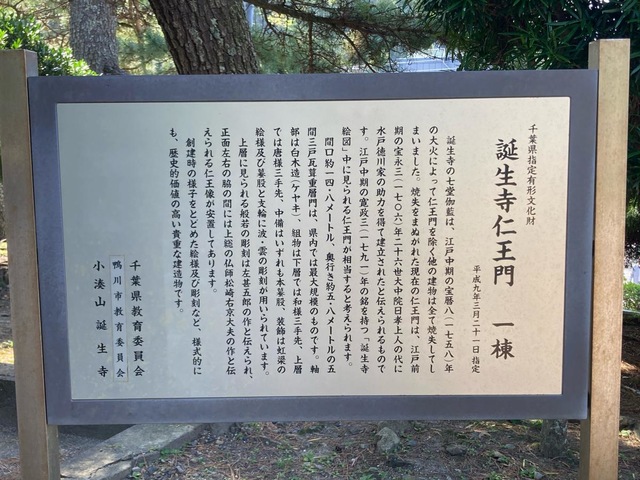 千葉県指定有形文化財
誕生寺仁王門　一棟
平成九年三月二十一日指定
誕生寺の七堂伽藍は、江戸中期の宝暦八（一七五八）年
の大火によって仁王門を除く他の建物は全て焼失してし
まいました。焼失をまぬがれた現在の仁王門は、江戸前
期の宝永三（一七〇六）年二十六世大中院日孝上人の代に
水戸徳川家の助力を得て建立されたと伝えられるもので
す。江戸中期の寛政三（一七九一）年の銘を持つ「誕生寺
絵図」中に見られる仁王門が相当すると考えられます。
間口約一四・八メートル、奥行き約五・八メートルの五
間三戸瓦葺重層門は、県内では最大規模のものです。軸
部は白木造（ケヤキ）、組物は下層では和様三手先、上層
では唐様三手先、中備はいずれも本蟇股、装飾は虹梁の
絵様及び蟇股と支輪に波・雲の彫刻が用いられています。
上層に見られる般若の彫刻は左甚五郎の作と伝えられ、
正面左右の脇の間には上総の仏師松崎右京大夫の作と伝
えられる仁王像が安置してあります。
創建時の様子をとどめた絵様及び彫刻など、様式的に
も、歴史的価値の高い貴重な建造物です。
千葉県教育委員会
鴨川市教育委員会
小湊山誕生寺